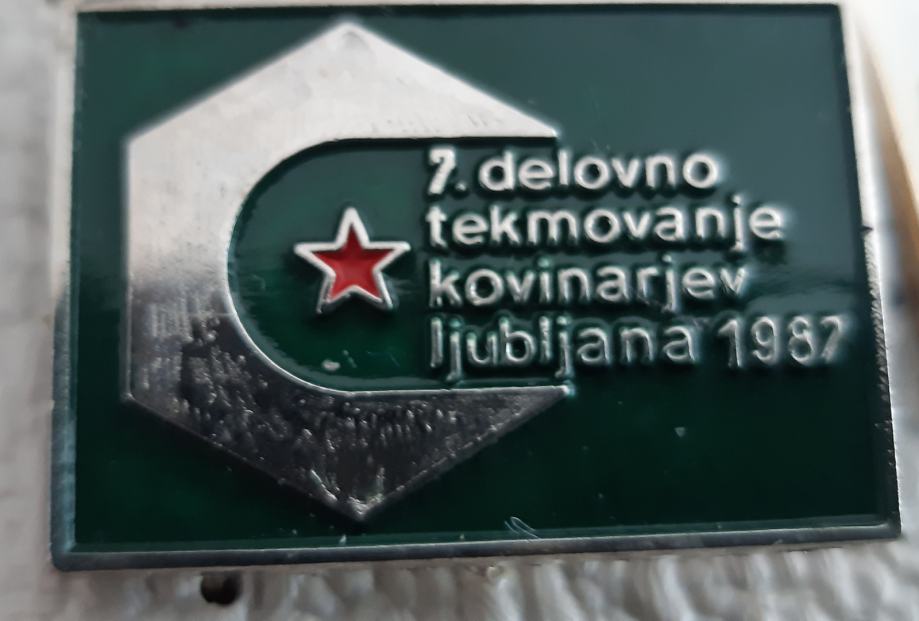 7. delovno
tekmovanje
kovinarjev
ljubljana 1987